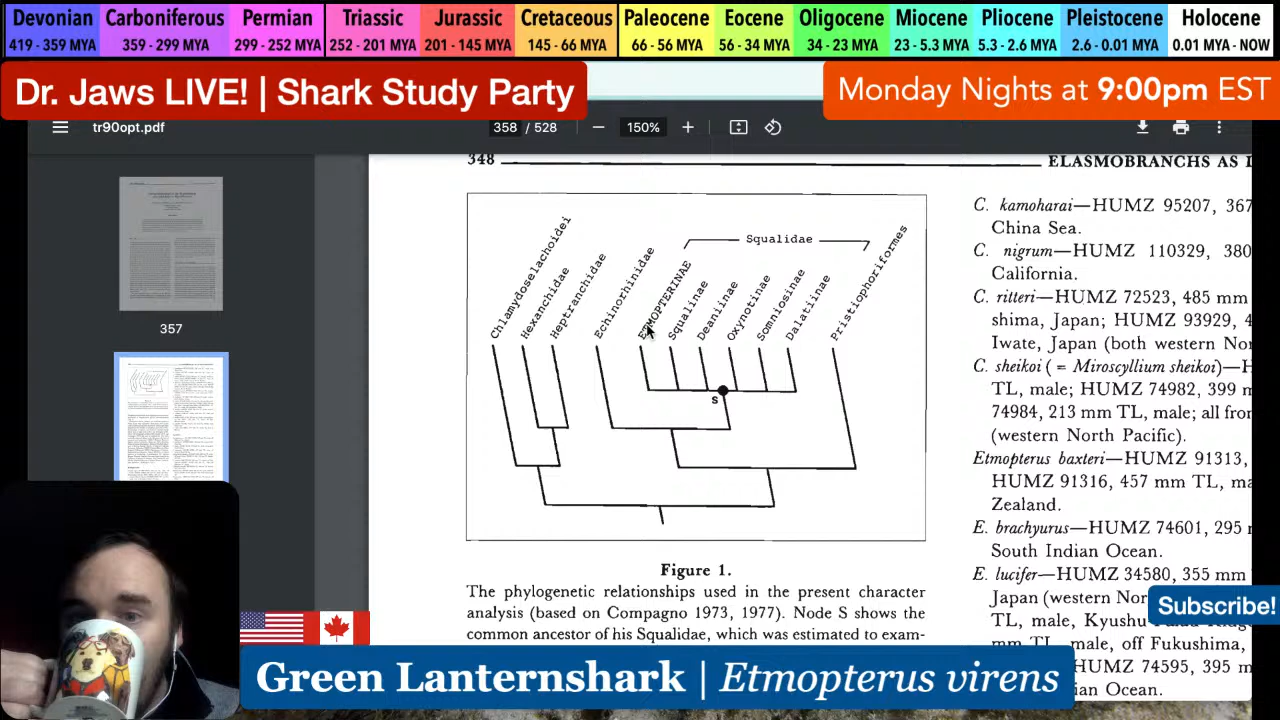 Devonian
419 - 359 MYA
Carboniferous
359 - 299 MYA
Permian
299 - 252 MYA
Triassic
252 - 201 MYA
Jurassic
201 - 145 MYA
Cretaceous
145 - 66 MYA
Paleocene
66 - 56 MYA
Eocene
56 - 34 MYA
Oligocene
34 - 23 MYA
Miocene
23 - 5.3 MYA
Pliocene
5.3 - 2.6 MYA
Pleistocene
2.6 - 0.01 MYA
Holocene
0.01 MYA - NOW
Dr. Jaws LIVE! | Shark Study Party
Monday Nights at 9:00pm EST
tr90opt.pdf
358 / 528
150%
357
348
ELASMOBRANCHS AS L
Chlamydoselachoidei
Hexanchidae
Heptranchidae
Echinorhinidae
ETMOPTERINAE
Squalinae
Deaniinae
Oxynotinae
Somniosinae
Dalatiinae
Pristiophoriformes
Squalidae
S
Figure 1.
The phylogenetic relationships used in the present character
analysis (based on Compagno 1973, 1977). Node S shows the
common ancestor of his Squalidae, which was estimated to exam-
C. kamoharai—HUMZ 95207, 367
China Sea.
C. nigrum—HUMZ 110329, 380
California.
C. ritteri—HUMZ 72523, 485 mm
shima, Japan; HUMZ 93929, 4
Iwate, Japan (both western Nor
C. sheikoi ( = Miroscyllium sheikoi)—H
TL, male; HUMZ 74982, 399 m
74984, 213 mm TL, male; all fro
(western North Pacific).
Etmopterus baxteri—HUMZ 91313,
HUMZ 91316, 457 mm TL, ma
Zealand.
E. brachyurus—HUMZ 74601, 295
South Indian Ocean.
E. lucifer—HUMZ 34580, 355 mm
Japan (western Nor
TL, male, Kyushu-
mm TL, male, off Fukushima,
HUMZ 74595, 395 m
ian Ocean.
Subscribe!
Green Lanternshark | Etmopterus virens